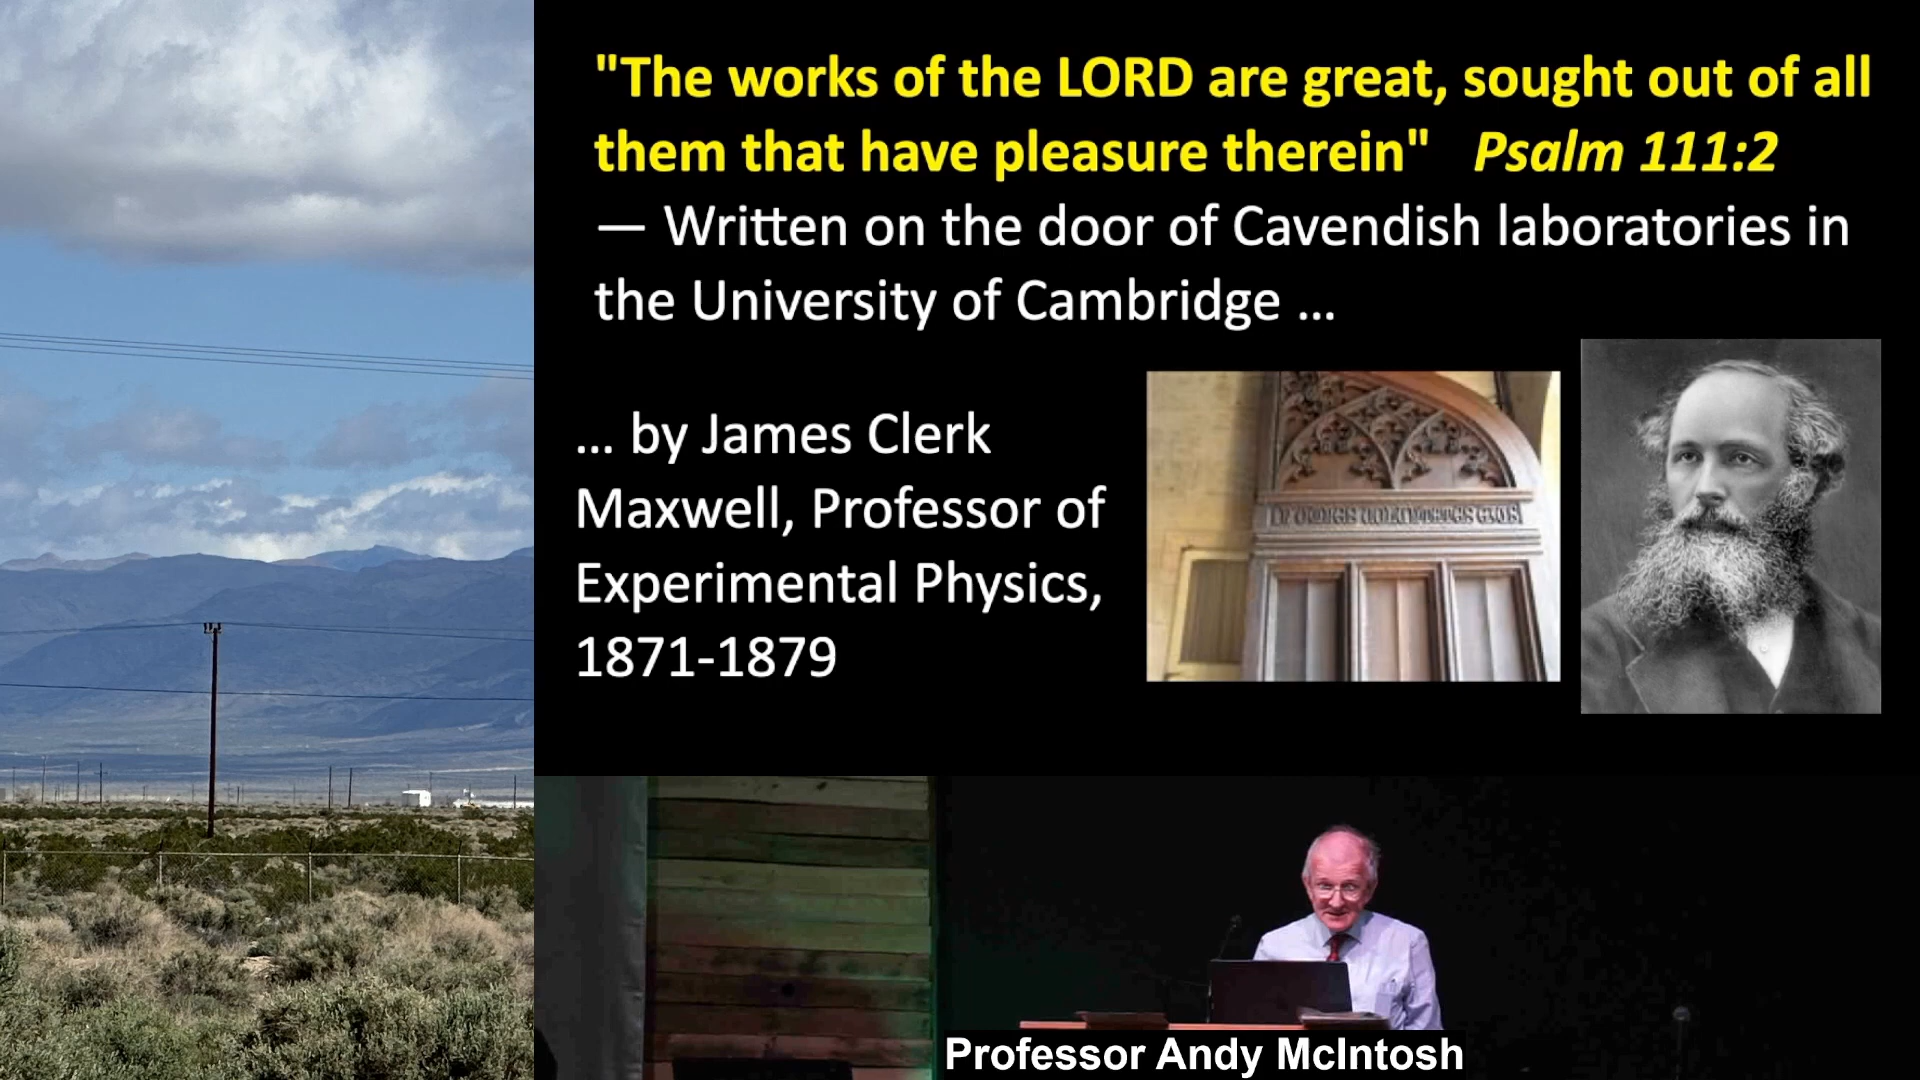 "The works of the LORD are great, sought out of all
them that have pleasure therein" Psalm 111:2
— Written on the door of Cavendish laboratories in
the University of Cambridge ...
... by James Clerk
Maxwell, Professor of
Experimental Physics,
1871-1879
Professor Andy McIntosh